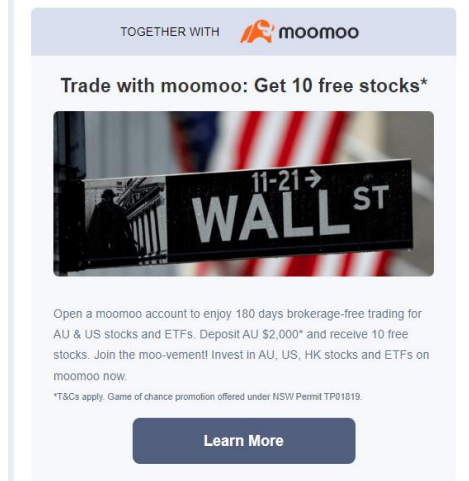 TOGETHER WITH moomoo
Trade with moomoo: Get 10 free stocks*
11-21→
WALL ST
Open a moomoo account to enjoy 180 days brokerage-free trading for
AU & US stocks and ETFs. Deposit AU $2,000* and receive 10 free
stocks. Join the moo-vement! Invest in AU, US, HK stocks and ETFs on
moomoo now.
*T&Cs apply. Game of chance promotion offered under NSW Permit TP01819.
Learn More